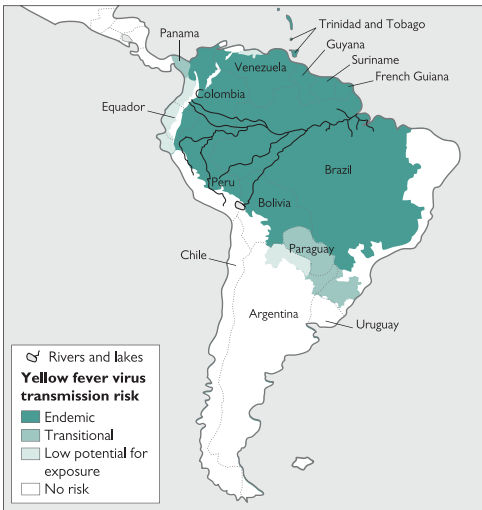 Panama
Trinidad and Tobago
Guyana
Suriname
French Guiana
Venezuela
Colombia
Equador
Brazil
Peru
Bolivia
Paraguay
Chile
Argentina
Uruguay
Rivers and lakes
Yellow fever virus
transmission risk
Endemic
Transitional
Low potential for
exposure
No risk